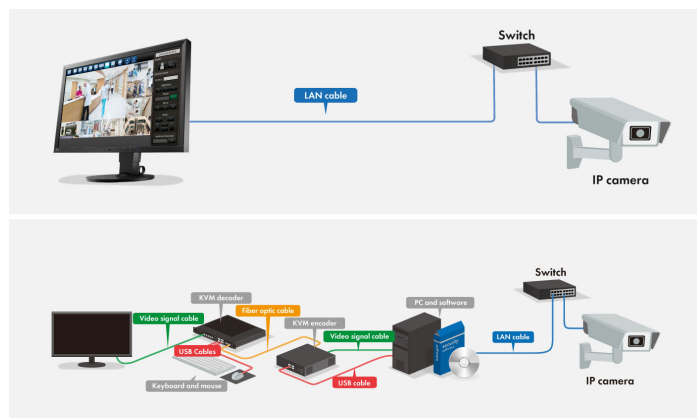 Switch
LAN cable
IP camera
Switch
KVM decoder
PC and software
Fiber optic cable
Video signal cable
KVM encoder
Video signal cable
LAN cable
USB Cables
IP camera
Keyboard and mouse
USB cable